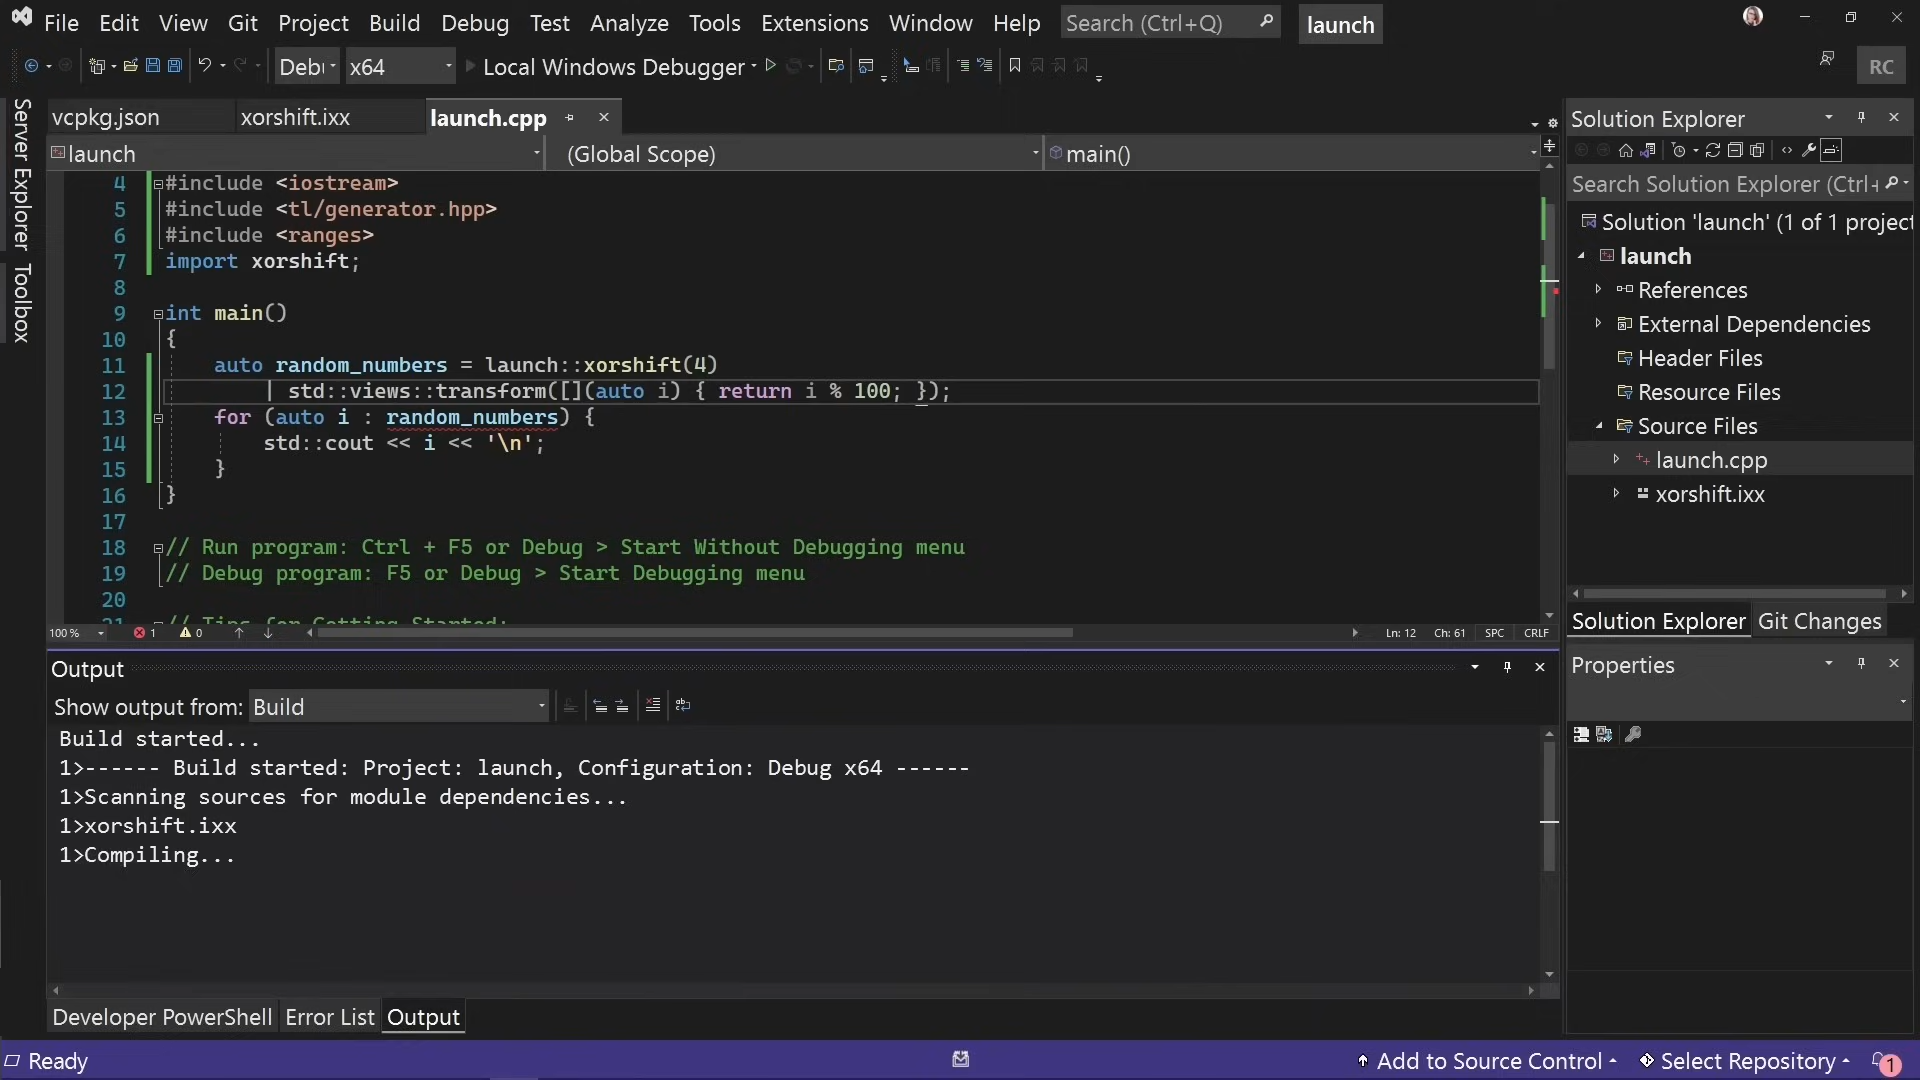 File Edit View Git Project Build Debug Test Analyze Tools Extensions Window Help Search (Ctrl+Q) launch
x64 Local Windows Debugger RC
Server Explorer
Toolbox
vcpkg.json xorshift.ixx launch.cpp
launch (Global Scope) main()
4 #include <iostream>
5 #include <tl/generator.hpp>
6 #include <ranges>
7 import xorshift;
8
9 int main()
10 {
11 auto random_numbers = launch::xorshift(4)
12 | std::views::transform([](auto i) { return i % 100; });
13 for (auto i : random_numbers) {
14 std::cout << i << '\n';
15 }
16 }
17
18 // Run program: Ctrl + F5 or Debug > Start Without Debugging menu
19 // Debug program: F5 or Debug > Start Debugging menu
20
21 // Tips for Getting Started:
100 % 1 0 Ln: 12 Ch: 61 SPC CRLF
Output
Show output from: Build
Build started...
1>------ Build started: Project: launch, Configuration: Debug x64 ------
1>Scanning sources for module dependencies...
1>xorshift.ixx
1>Compiling...
Developer PowerShell Error List Output
Solution Explorer
Search Solution Explorer (Ctrl+
Solution 'launch' (1 of 1 project
launch
References
External Dependencies
Header Files
Resource Files
Source Files
launch.cpp
xorshift.ixx
Solution Explorer Git Changes
Properties
Ready Add to Source Control Select Repository 1